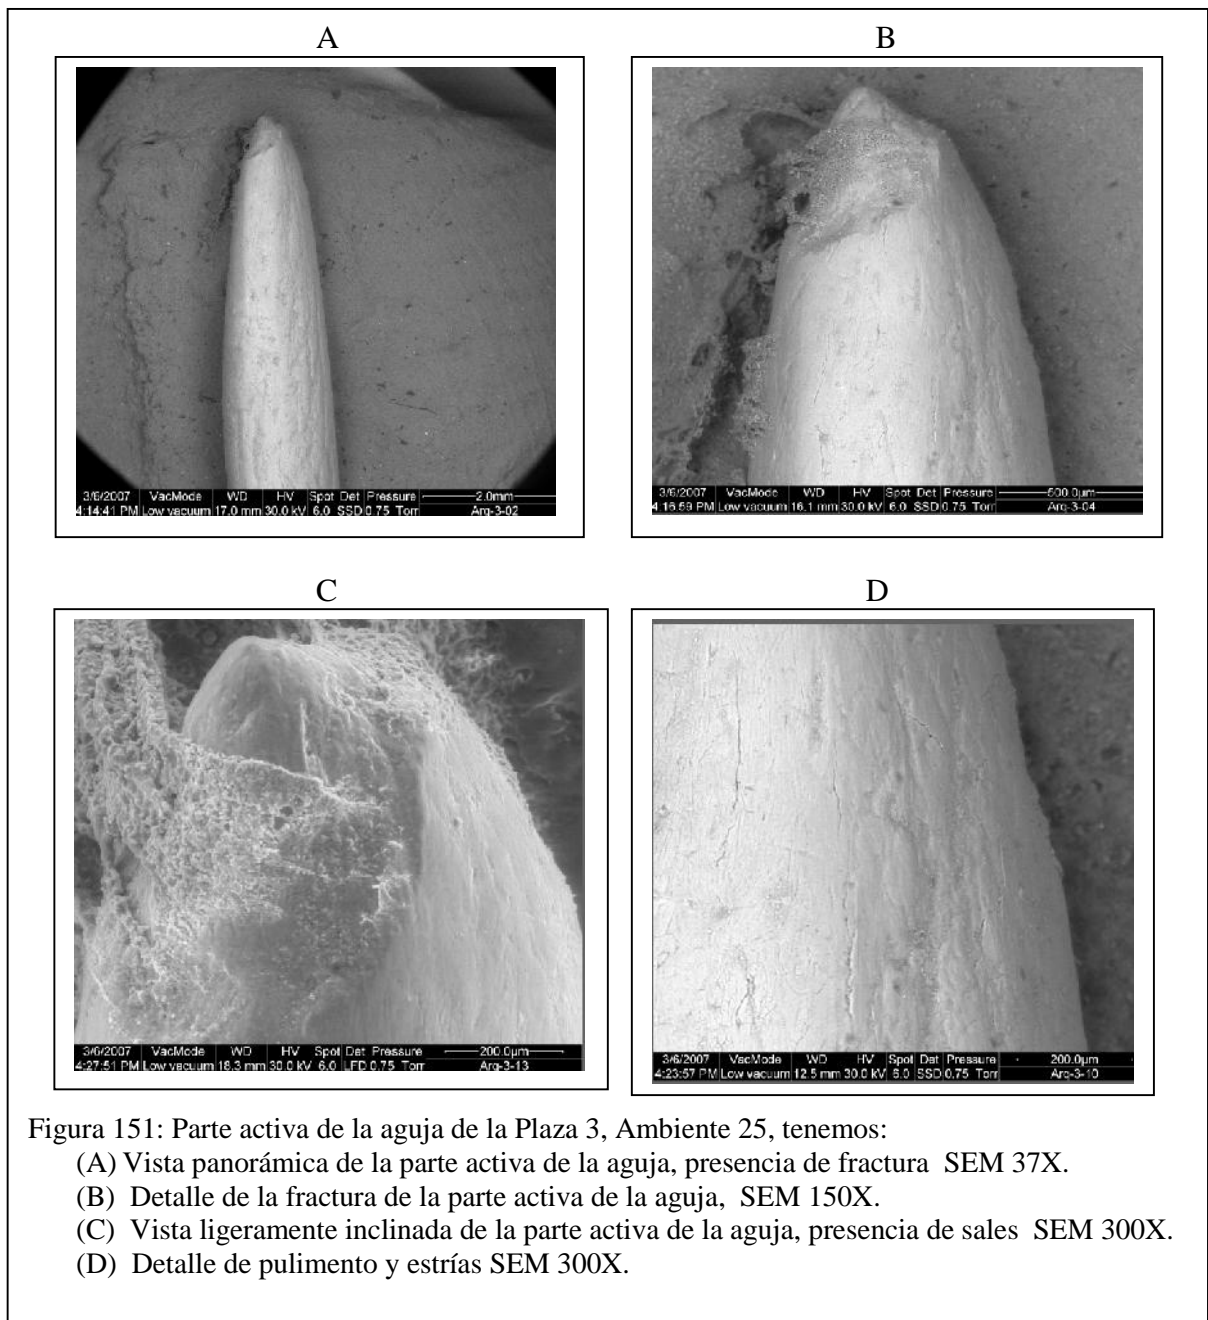 A
B
3/6/2007 VacMode WD HV Spot Det Pressure 2.0mm
4:14:41 PM Low vacuum 17.0 mm 30.0 kV 6.0 SSD 0.75 Torr Arq-3-02
3/6/2007 VacMode WD HV Spot Det Pressure 500.0µm
4:16:59 PM Low vacuum 16.1 mm 30.0 kV 6.0 SSD 0.75 Torr Arq-3-04
C
D
3/6/2007 VacMode WD HV Spot Det Pressure 200.0µm
4:27:51 PM Low vacuum 18.3 mm 30.0 kV 6.0 LFD 0.75 Torr Arq-3-13
3/6/2007 VacMode WD HV Spot Det Pressure 200.0µm
4:23:57 PM Low vacuum 12.5 mm 30.0 kV 6.0 SSD 0.75 Torr Arq-3-10
Figura 151: Parte activa de la aguja de la Plaza 3, Ambiente 25, tenemos:
(A) Vista panorámica de la parte activa de la aguja, presencia de fractura SEM 37X.
(B) Detalle de la fractura de la parte activa de la aguja, SEM 150X.
(C) Vista ligeramente inclinada de la parte activa de la aguja, presencia de sales SEM 300X.
(D) Detalle de pulimento y estrías SEM 300X.